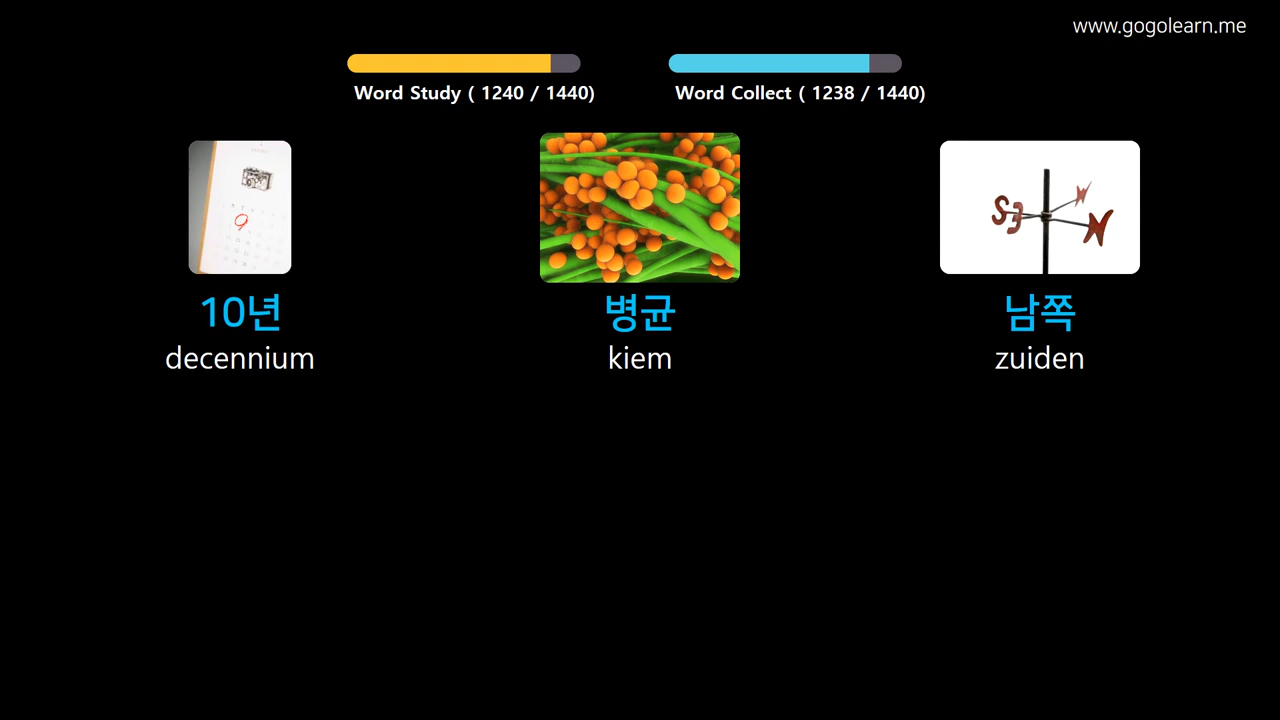 www.gogolearn.me
Word Study ( 1240 / 1440)
Word Collect ( 1238 / 1440)
10년
병균
남쪽
decennium
kiem
zuiden